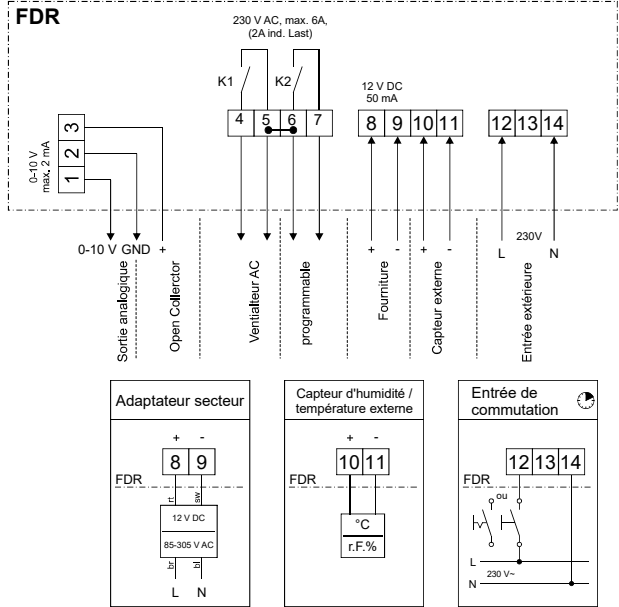 FDR
230 V AC, max. 6A,
(2A ind. Last)
K1
K2
12 V DC
50 mA
4 5 6 7
8 9 10 11
12 13 14
3
2
1
0-10 V
max. 2 mA
0-10 V GND +
+ - + -
230V
L N
Sortie analogique
Open Collerctor
Ventialteur AC
programmable
Fourniture
Capteur externe
Entrée extérieure
Adaptateur secteur
+ -
8 9
FDR
rt sw
12 V DC
85-305 V AC
br bl
L N
Capteur d'humidité /
température externe
+ -
10 11
FDR
°C
r.F.%
Entrée de
commutation
12 13 14
FDR
ou
L
230 V~
N